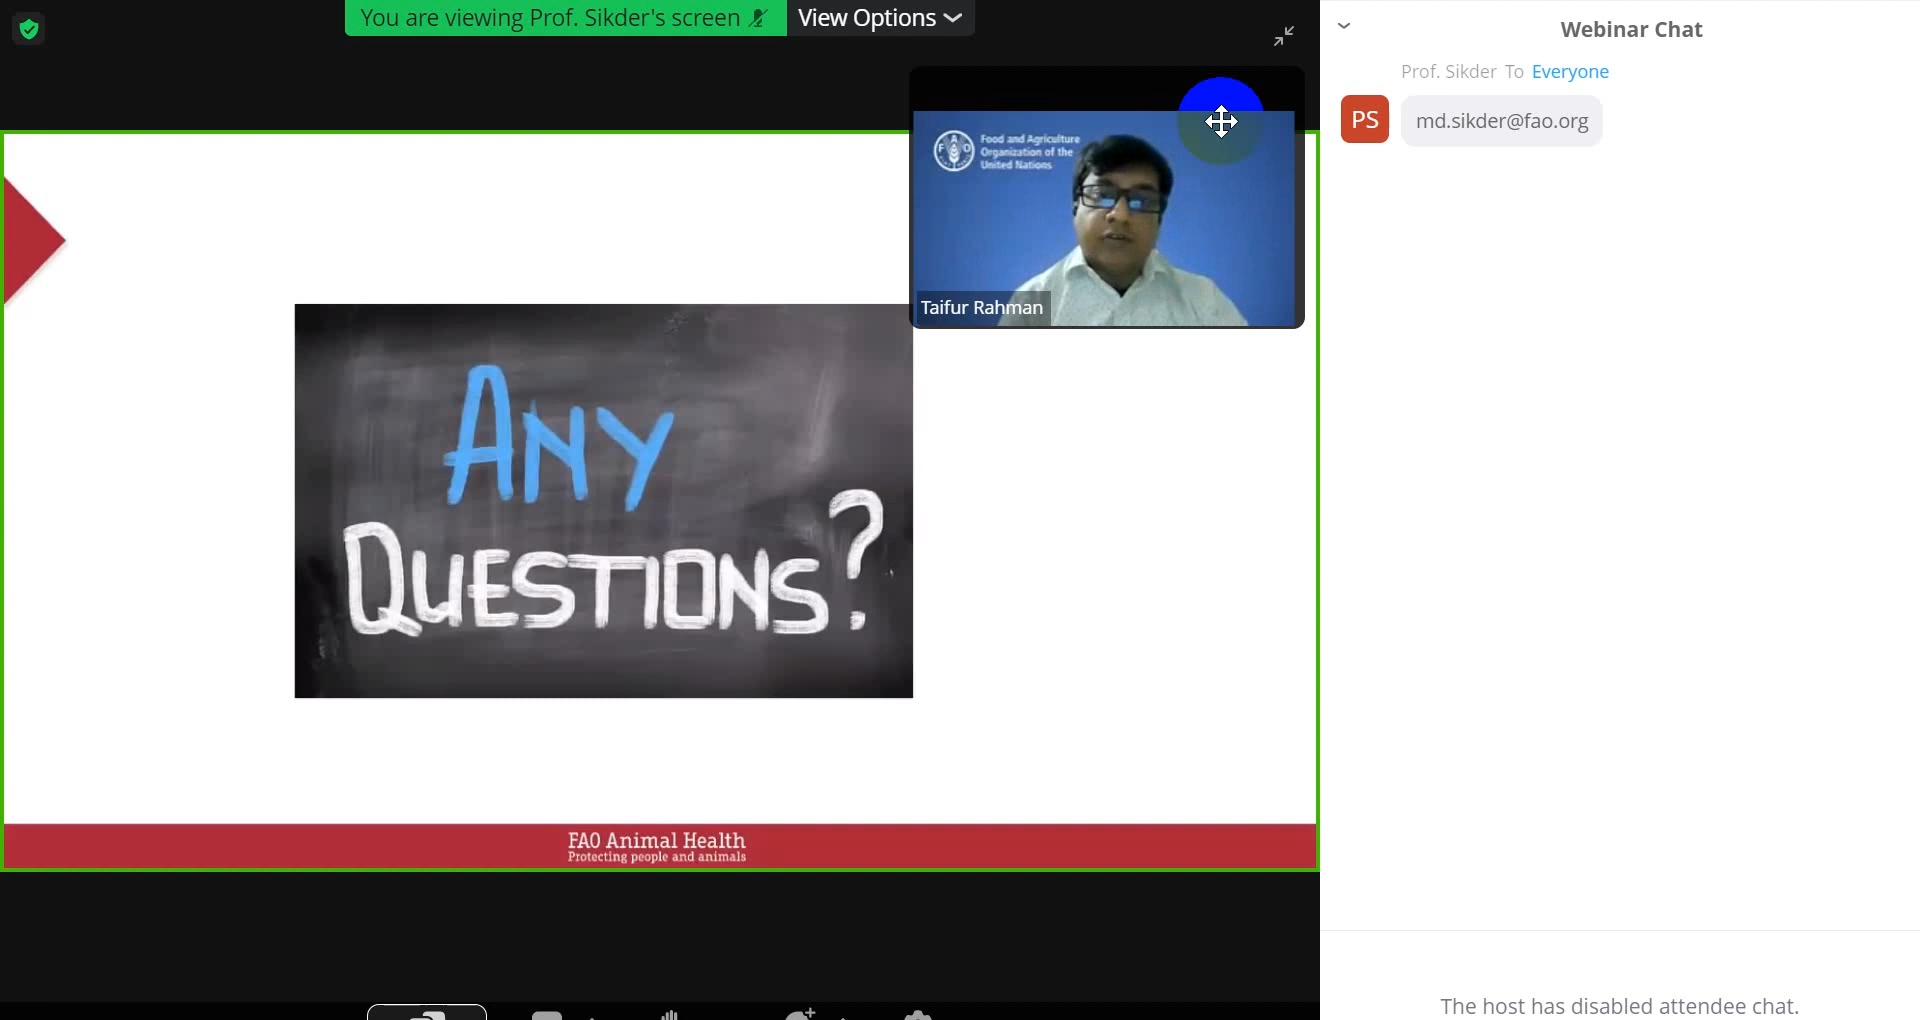 You are viewing Prof. Sikder's screen
View Options
Food and Agriculture
Organization of the
United Nations
FAO
Taifur Rahman
ANY
QUESTIONS?
FAO Animal Health
Protecting people and animals
Webinar Chat
Prof. Sikder To Everyone
PS
md.sikder@fao.org
The host has disabled attendee chat.